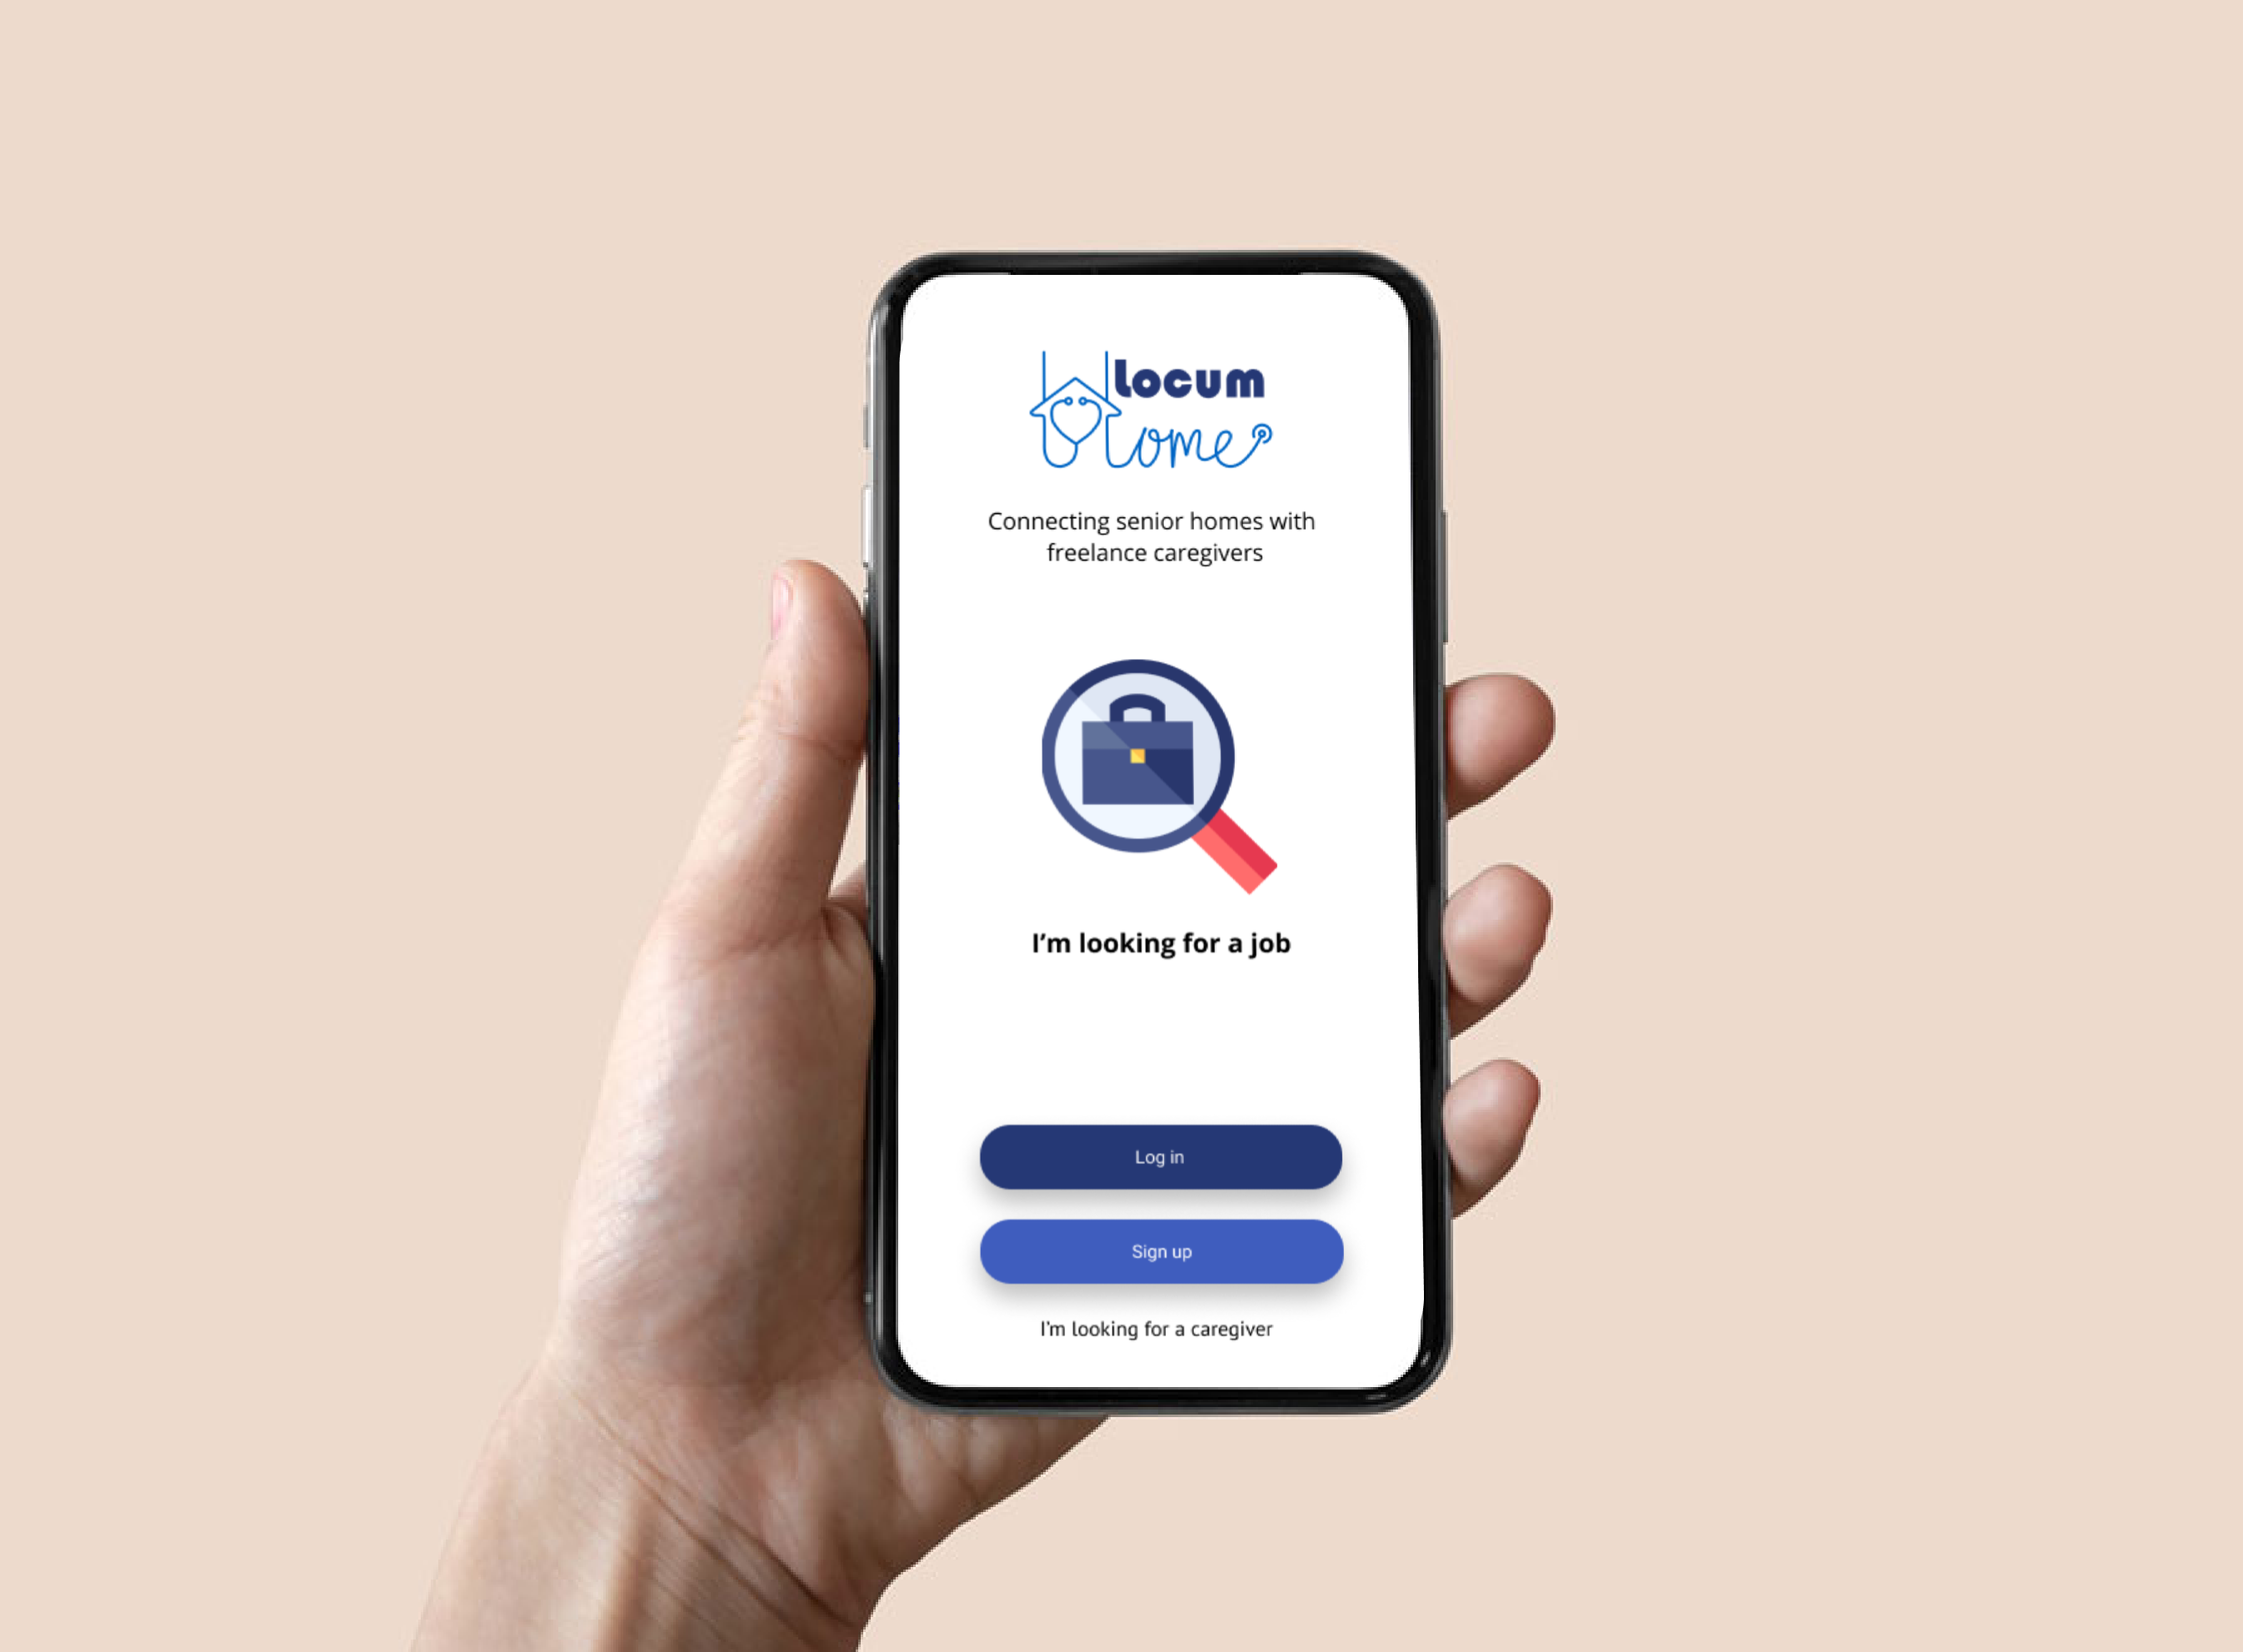 Locum
Home
Connecting senior homes with
freelance caregivers
I'm looking for a job
Log in
Sign up
I'm looking for a caregiver